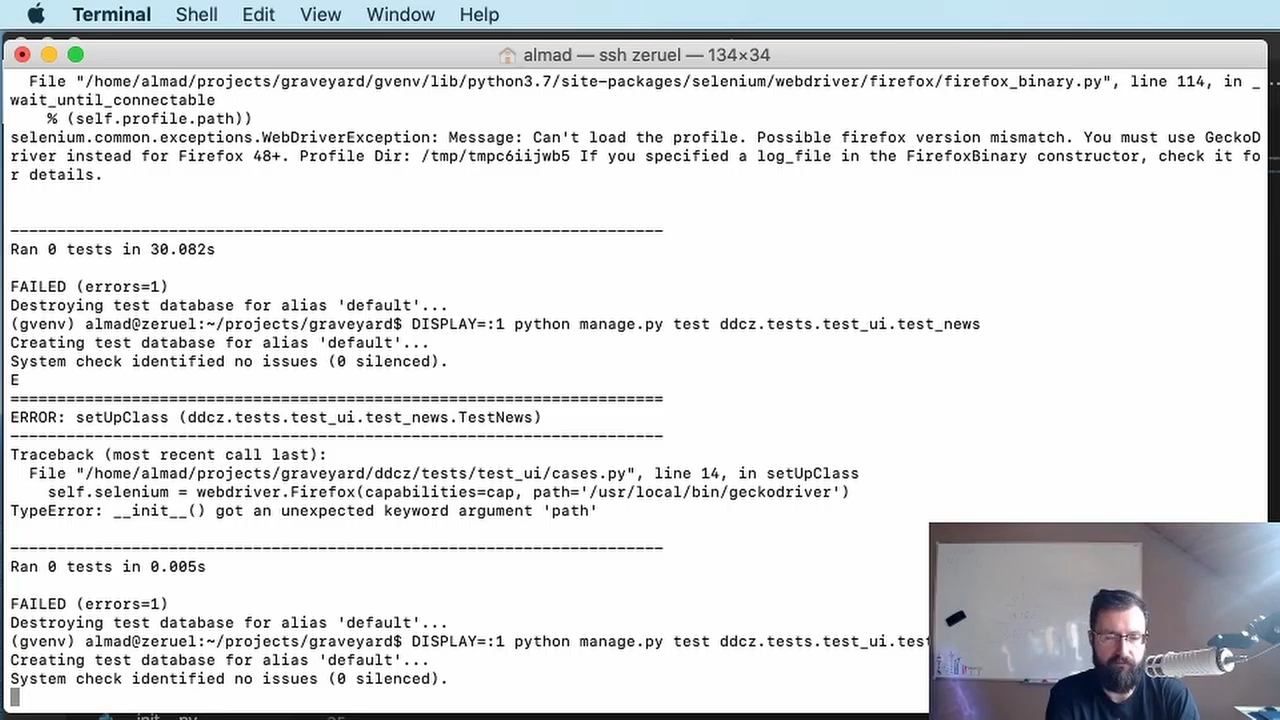 Terminal Shell Edit View Window Help
almad — ssh zeruel — 134×34
File "/home/almad/projects/graveyard/gvenv/lib/python3.7/site-packages/selenium/webdriver/firefox/firefox_binary.py", line 114, in _
wait_until_connectable
% (self.profile.path))
selenium.common.exceptions.WebDriverException: Message: Can't load the profile. Possible firefox version mismatch. You must use GeckoD
river instead for Firefox 48+. Profile Dir: /tmp/tmpc6iijwb5 If you specified a log_file in the FirefoxBinary constructor, check it fo
r details.
----------------------------------------------------------------------
Ran 0 tests in 30.082s
FAILED (errors=1)
Destroying test database for alias 'default'...
(gvenv) almad@zeruel:~/projects/graveyard$ DISPLAY=:1 python manage.py test ddcz.tests.test_ui.test_news
Creating test database for alias 'default'...
System check identified no issues (0 silenced).
E
======================================================================
ERROR: setUpClass (ddcz.tests.test_ui.test_news.TestNews)
----------------------------------------------------------------------
Traceback (most recent call last):
File "/home/almad/projects/graveyard/ddcz/tests/test_ui/cases.py", line 14, in setUpClass
self.selenium = webdriver.Firefox(capabilities=cap, path='/usr/local/bin/geckodriver')
TypeError: __init__() got an unexpected keyword argument 'path'
----------------------------------------------------------------------
Ran 0 tests in 0.005s
FAILED (errors=1)
Destroying test database for alias 'default'...
(gvenv) almad@zeruel:~/projects/graveyard$ DISPLAY=:1 python manage.py test ddcz.tests.test_ui.test
Creating test database for alias 'default'...
System check identified no issues (0 silenced).